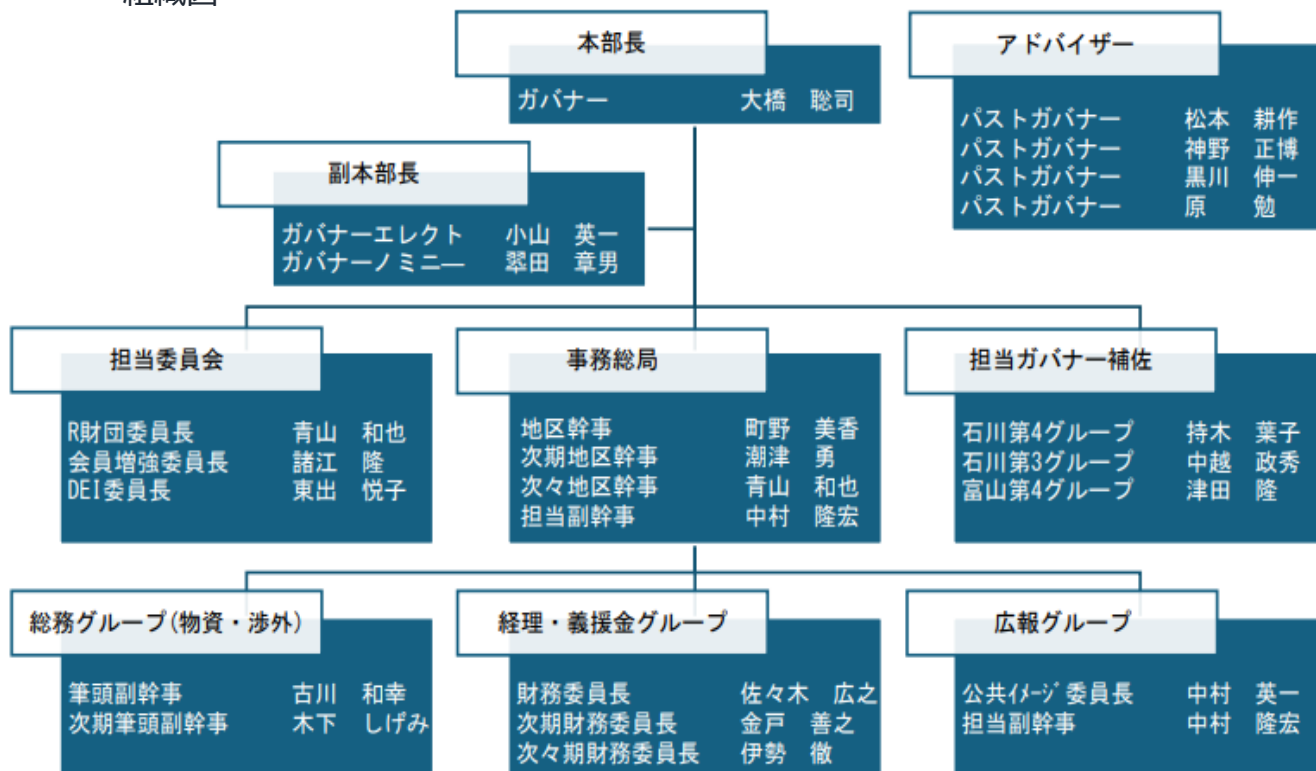 組織図
本部長
ガバナー 大橋 聡司
アドバイザー
パストガバナー 松本 耕作
パストガバナー 神野 正博
パストガバナー 黒川 伸一
パストガバナー 原 勉
副本部長
ガバナーエレクト 小山 英一
ガバナーノミニ― 翠田 章男
担当委員会
R財団委員長 青山 和也
会員増強委員長 諸江 隆
DEI委員長 東出 悦子
事務総局
地区幹事 町野 美香
次期地区幹事 潮津 勇
次々地区幹事 青山 和也
担当副幹事 中村 隆宏
担当ガバナー補佐
石川第4グループ 持木 葉子
石川第3グループ 中越 政秀
富山第4グループ 津田 隆
総務グループ(物資・渉外)
筆頭副幹事 古川 和幸
次期筆頭副幹事 木下 しげみ
経理・義援金グループ
財務委員長 佐々木 広之
次期財務委員長 金戸 善之
次々期財務委員長 伊勢 徹
広報グループ
公共ｲﾒｰｼﾞ委員長 中村 英一
担当副幹事 中村 隆宏